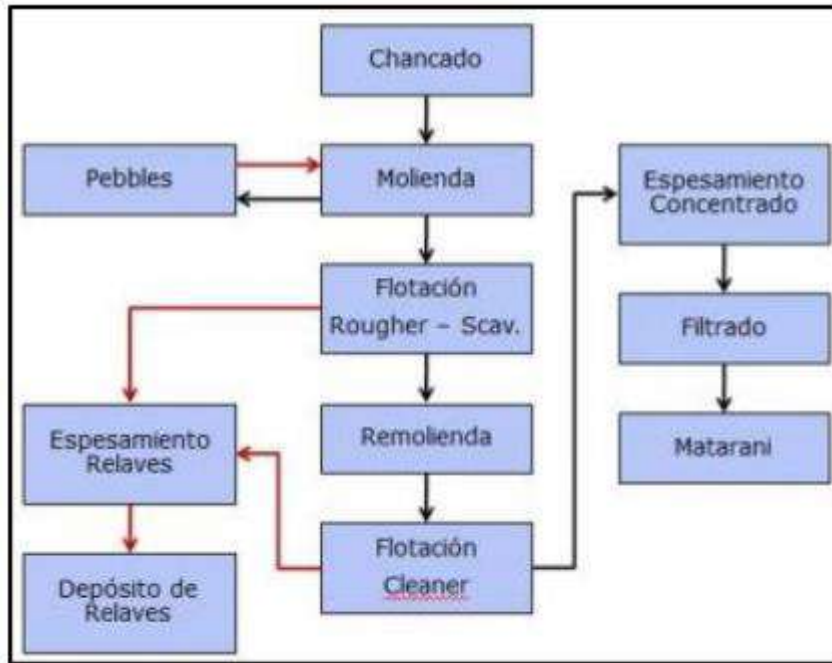 Chancado
Pebbles
Molienda
Espesamiento
Concentrado
Flotación
Rougher – Scav.
Filtrado
Espesamiento
Relaves
Remolienda
Matarani
Flotación
Cleaner
Depósito de
Relaves